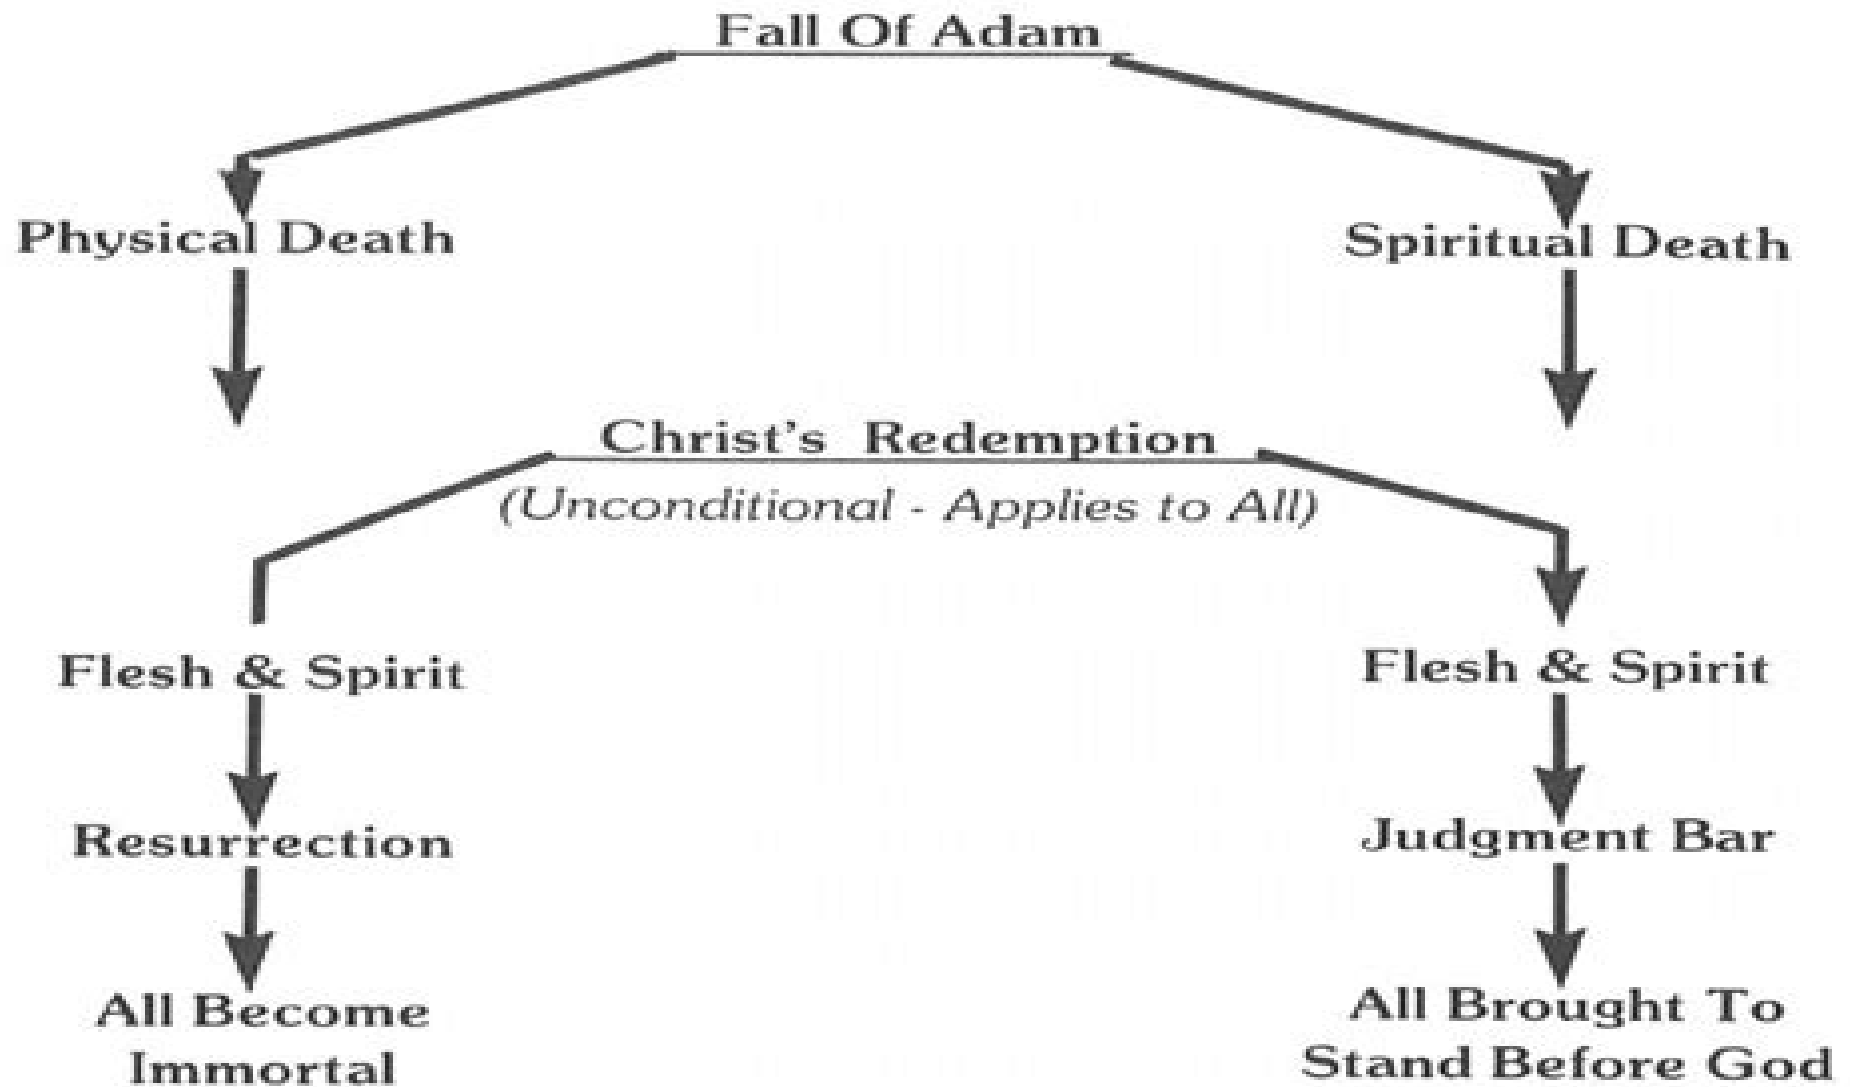 Fall Of Adam
Physical Death
Spiritual Death
Christ's Redemption
(Unconditional - Applies to All)
Flesh & Spirit
Flesh & Spirit
Resurrection
Judgment Bar
All Become
Immortal
All Brought To
Stand Before God